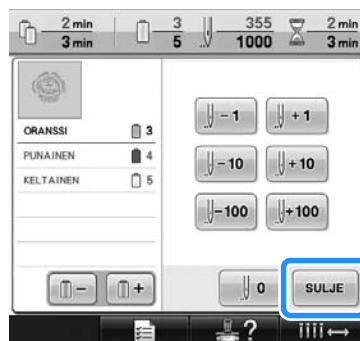 2 min
3 min
3
5
355
1000
2 min
3 min
ORANSSI 3
PUNAINEN 4
KELTAINEN 5
-1 +1
-10 +10
-100 +100
- +
0 SULJE
?